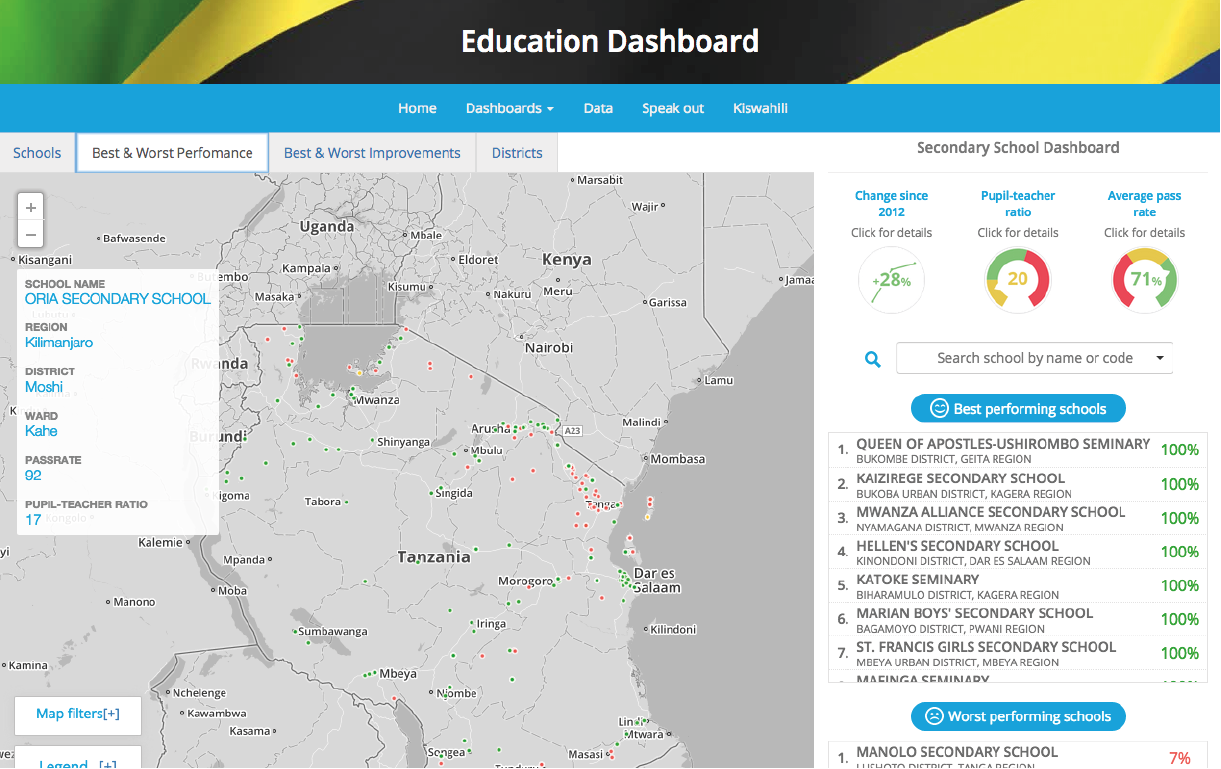 Education Dashboard
Home Dashboards Data Speak out Kiswahili
Schools Best & Worst Perfomance Best & Worst Improvements Districts
+
−
SCHOOL NAME
ORIA SECONDARY SCHOOL
REGION
Kilimanjaro
DISTRICT
Moshi
WARD
Kahe
PASSRATE
92
PUPIL-TEACHER RATIO
17
Marsabit
Wajir
Uganda
Mbale
Bafwasende
Kisangani
Eldoret
Kenya
Kampala
Butembo
Jamaa
Meru
Kisumu
Nakuru
Masaka
Garissa
Nairobi
Rwanda
Lamu
Mwanza
Malindi
Arusha
A23
Burundi
Shinyanga
Mbulu
Mombasa
Kigoma
Singida
Tabora
Tanga
Kalemie
Mpanda
Tanzania
Morogoro
Dar es
Salaam
Moba
Manono
Iringa
Kilindoni
Sumbawanga
Kamina
Mbeya
Nchelenge
Njombe
Kawambwa
Kasama
Lindi
Mtwara
Songea
Masasi
Tunduru
Map filters[+]
Legend [+]
Secondary School Dashboard
Change since
2012
Click for details
+28%
Pupil-teacher
ratio
Click for details
20
Average pass
rate
Click for details
71%
Search school by name or code
Best performing schools
1. QUEEN OF APOSTLES-USHIROMBO SEMINARY 100%
BUKOMBE DISTRICT, GEITA REGION
2. KAIZIREGE SECONDARY SCHOOL 100%
BUKOBA URBAN DISTRICT, KAGERA REGION
3. MWANZA ALLIANCE SECONDARY SCHOOL 100%
NYAMAGANA DISTRICT, MWANZA REGION
4. HELLEN'S SECONDARY SCHOOL 100%
KINONDONI DISTRICT, DAR ES SALAAM REGION
5. KATOKE SEMINARY 100%
BIHARAMULO DISTRICT, KAGERA REGION
6. MARIAN BOYS' SECONDARY SCHOOL 100%
BAGAMOYO DISTRICT, PWANI REGION
7. ST. FRANCIS GIRLS SECONDARY SCHOOL 100%
MBEYA URBAN DISTRICT, MBEYA REGION
MAFINGA SEMINARY
Worst performing schools
1. MANOLO SECONDARY SCHOOL 7%
LUSHOTO DISTRICT, TANGA REGION